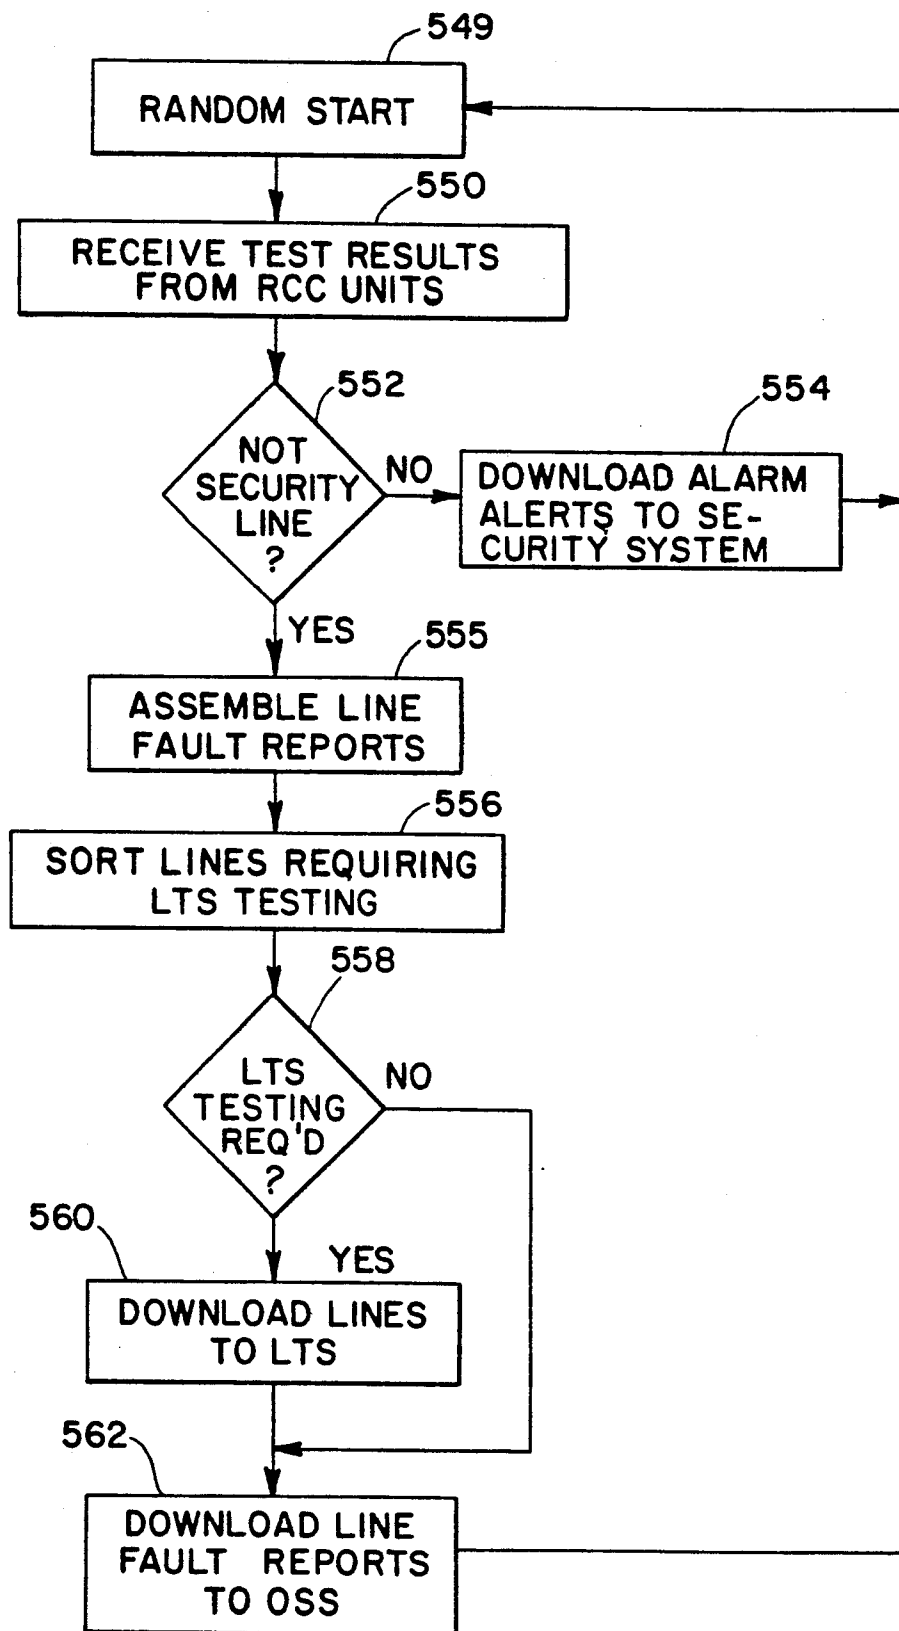 549
RANDOM START
550
RECEIVE TEST RESULTS
FROM RCC UNITS
552
NOT
SECURITY
LINE
?
NO
554
DOWNLOAD ALARM
ALERTS TO SE-
CURITY SYSTEM
YES
555
ASSEMBLE LINE
FAULT REPORTS
556
SORT LINES REQUIRING
LTS TESTING
558
LTS
TESTING
REQ'D
?
NO
560
YES
DOWNLOAD LINES
TO LTS
562
DOWNLOAD LINE
FAULT REPORTS
TO OSS